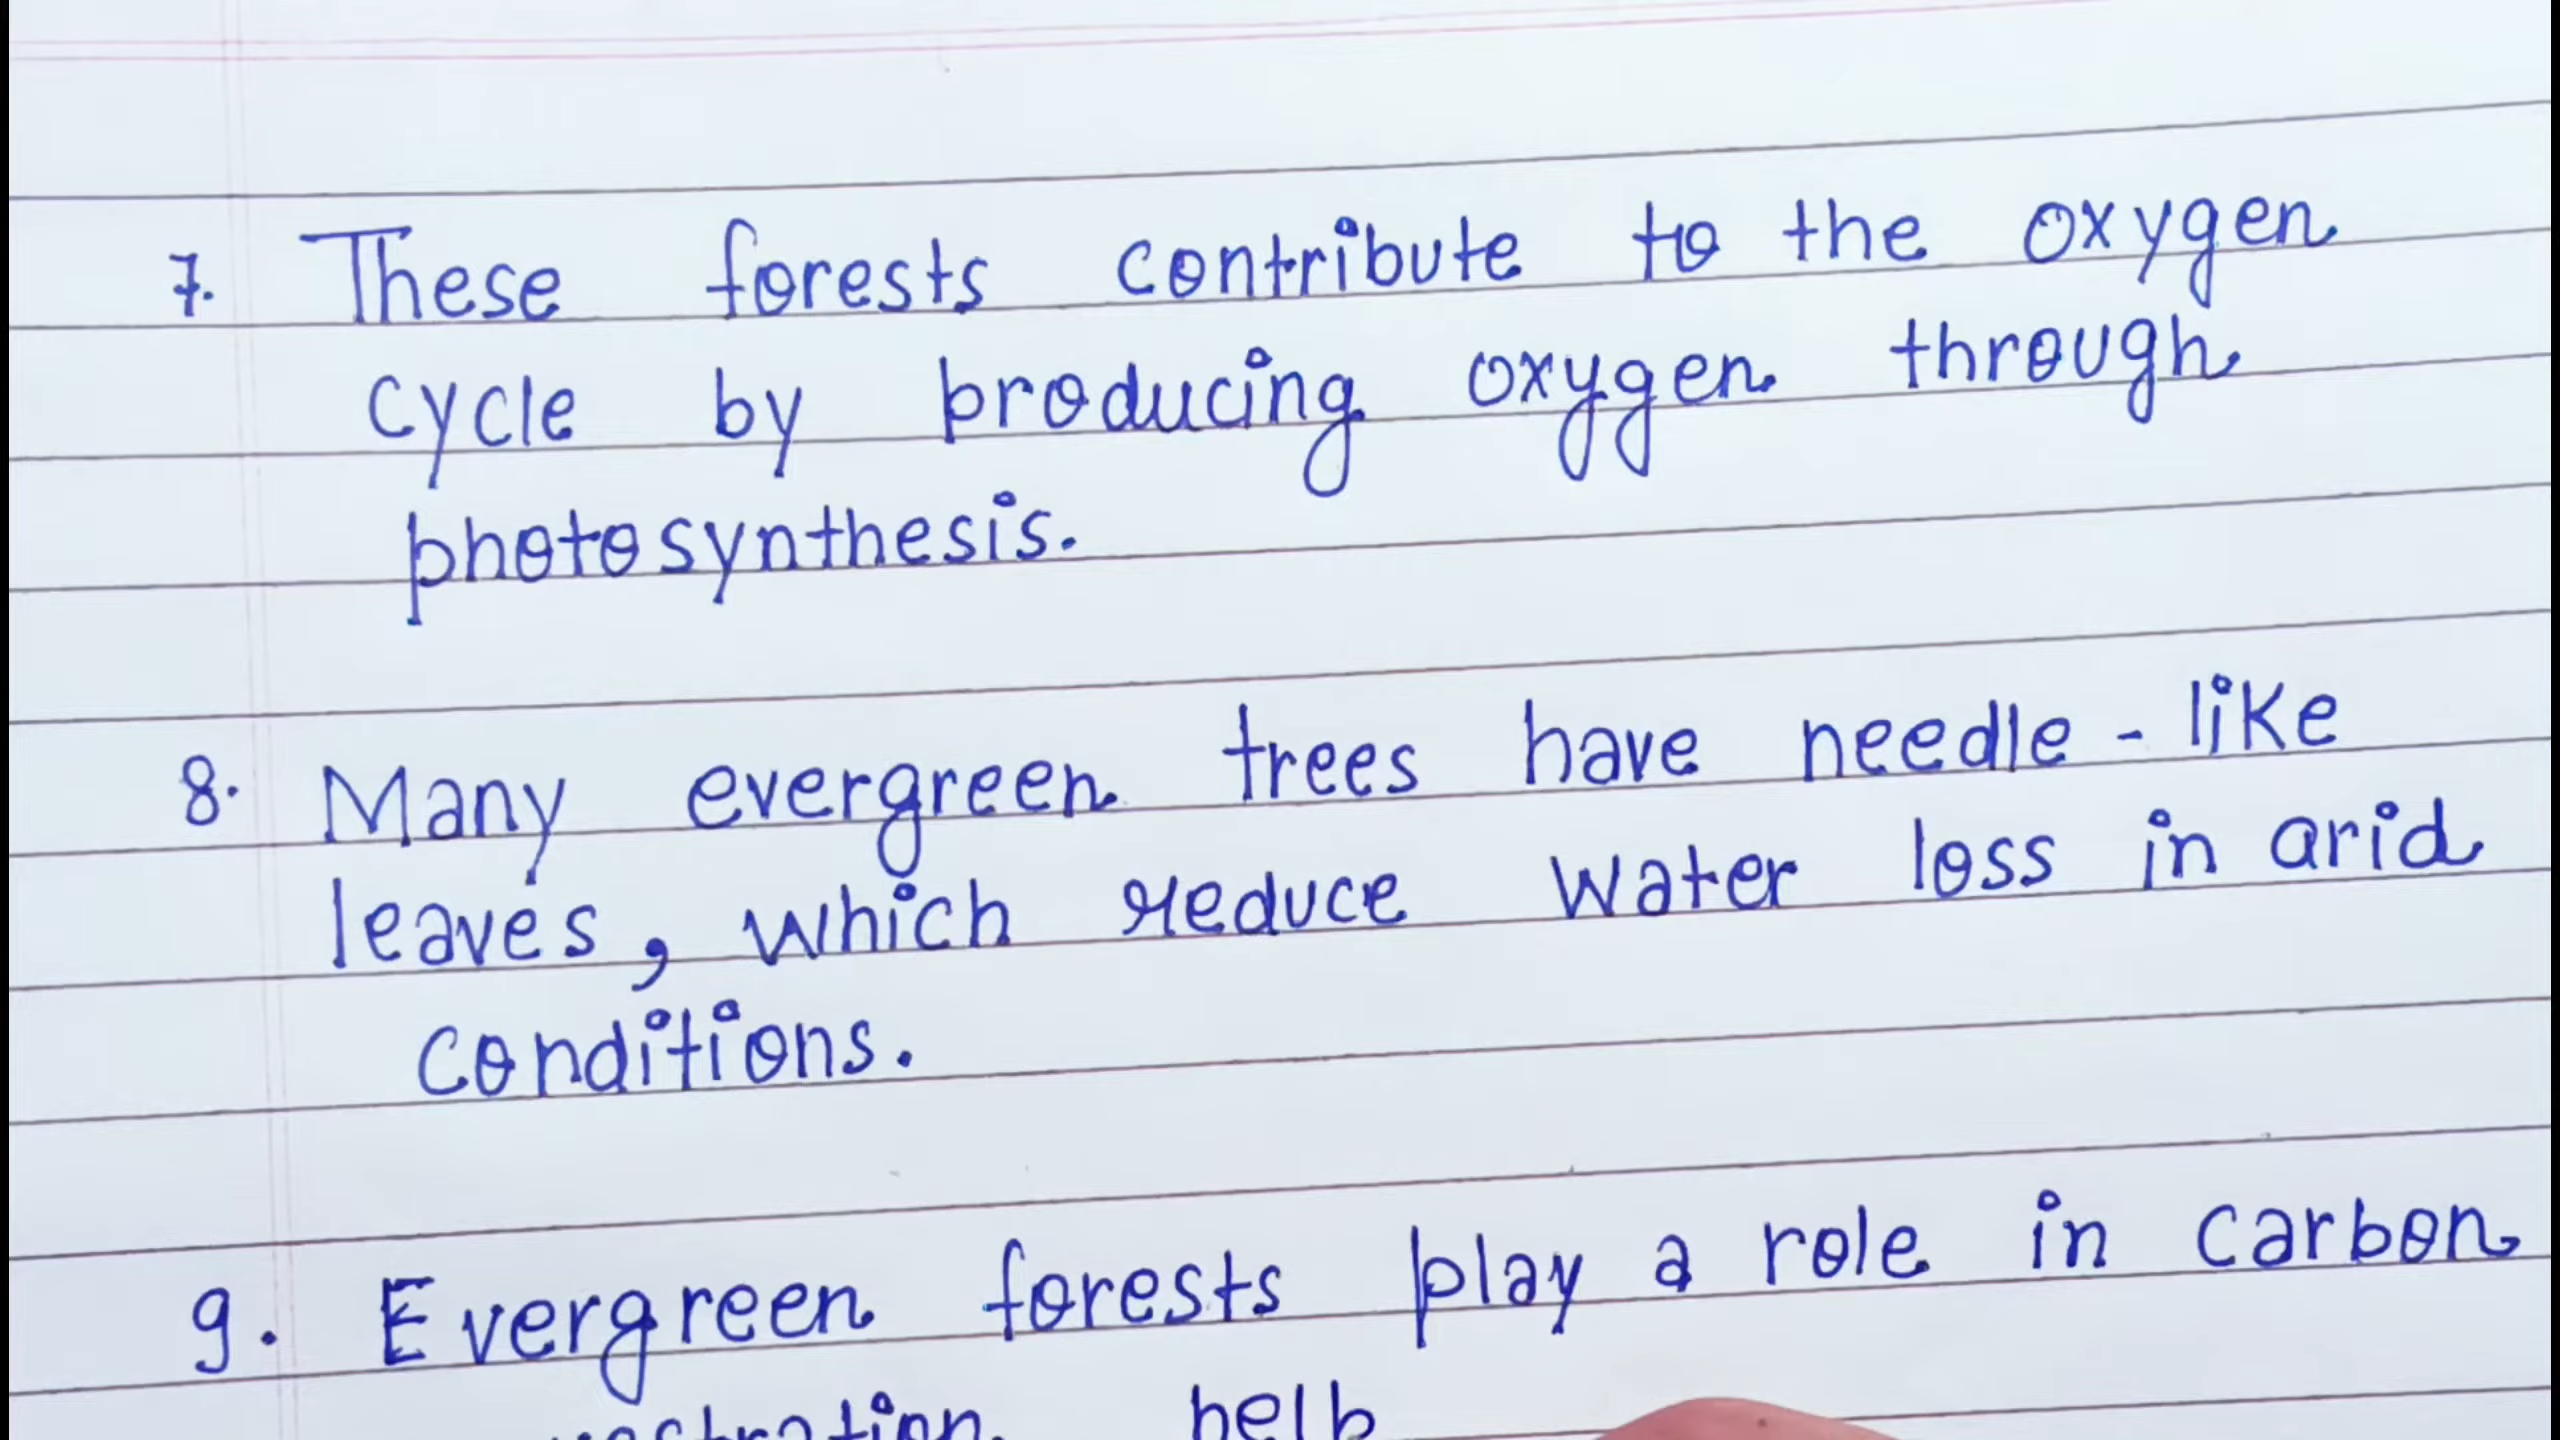 7. These forests contribute to the oxygen
cycle by producing oxygen through
photosynthesis.
8. Many evergreen trees have needle-like
leaves, which reduce water loss in arid
conditions.
9. Evergreen forests play a role in carbon
help